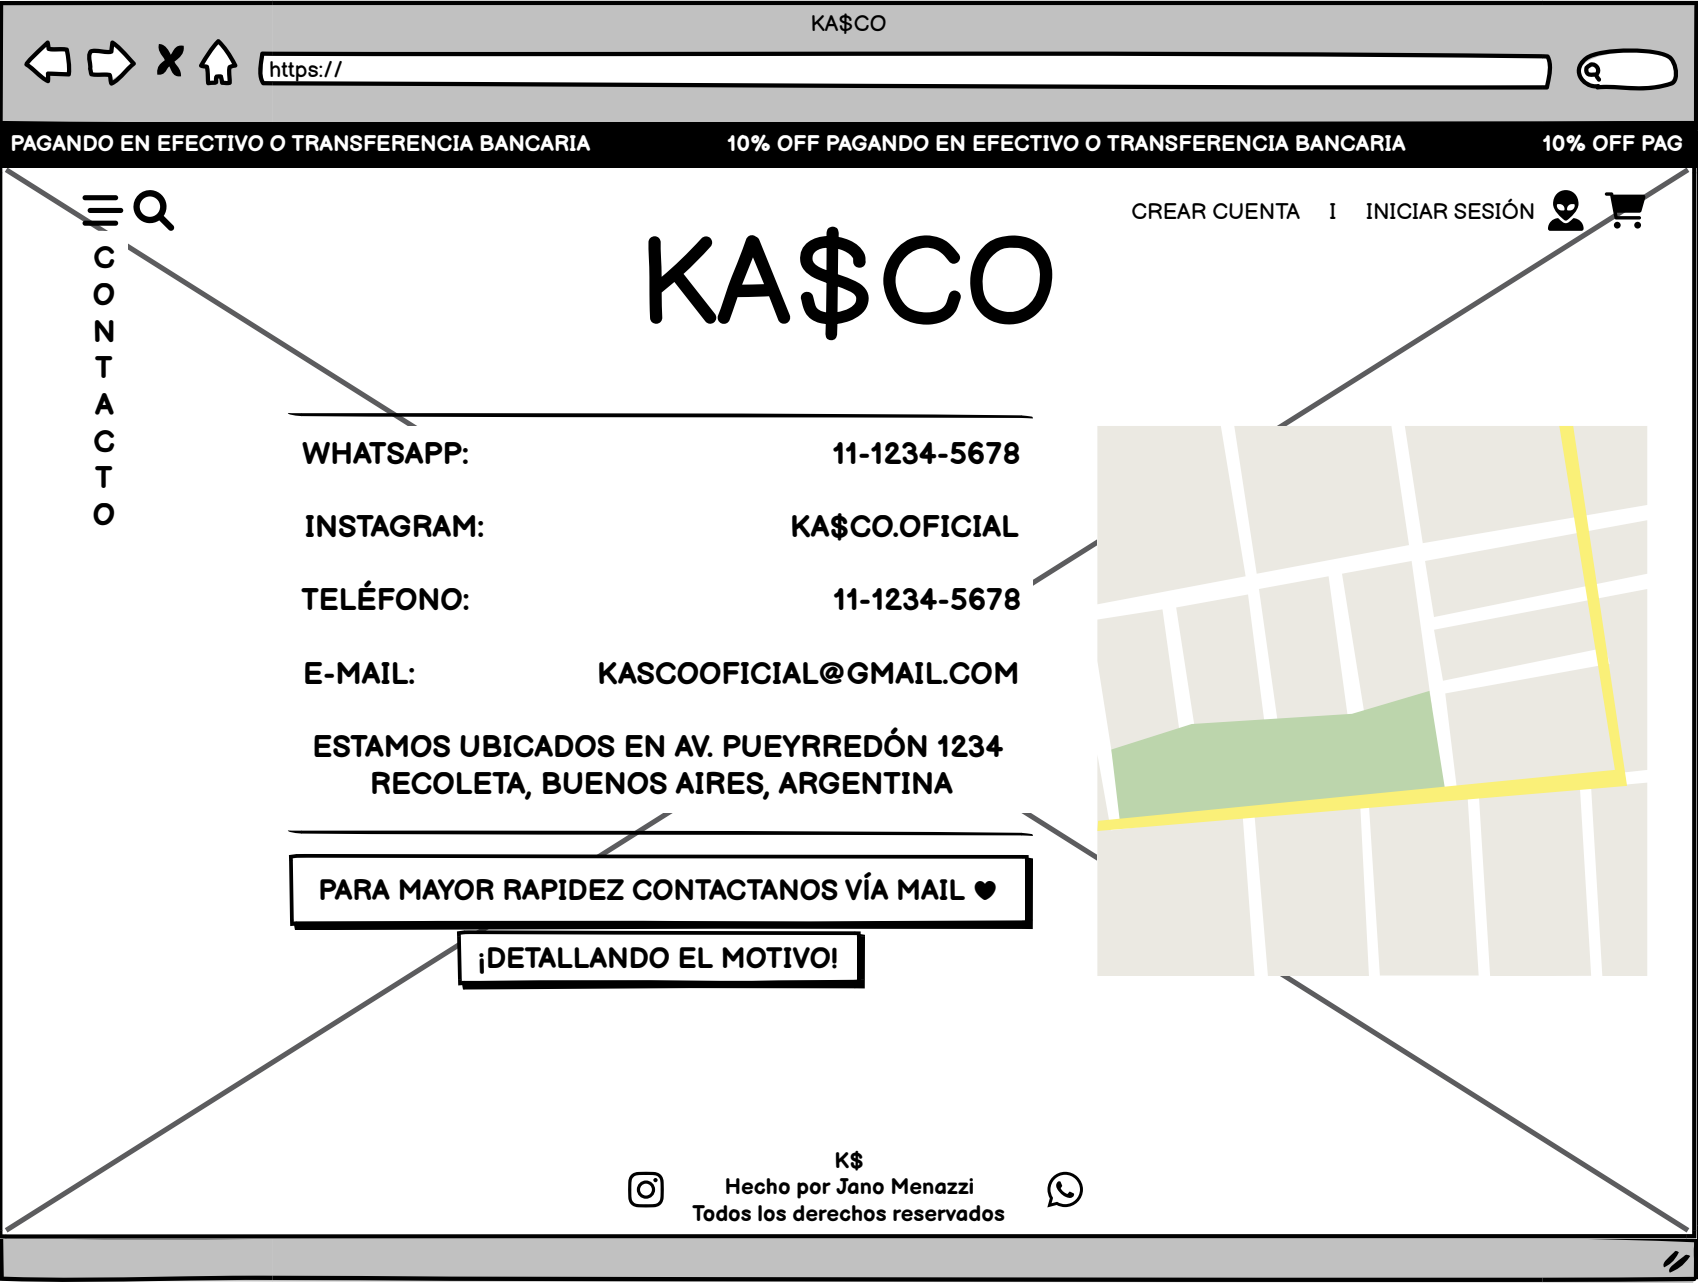 KA$CO
https://
PAGANDO EN EFECTIVO O TRANSFERENCIA BANCARIA 10% OFF PAGANDO EN EFECTIVO O TRANSFERENCIA BANCARIA 10% OFF PAG
CREAR CUENTA I INICIAR SESIÓN
KA$CO
C
O
N
T
A
C
T
O
WHATSAPP: 11-1234-5678
INSTAGRAM: KA$CO.OFICIAL
TELÉFONO: 11-1234-5678
E-MAIL: KASCOOFICIAL@GMAIL.COM
ESTAMOS UBICADOS EN AV. PUEYRREDÓN 1234
RECOLETA, BUENOS AIRES, ARGENTINA
PARA MAYOR RAPIDEZ CONTACTANOS VÍA MAIL ♥
¡DETALLANDO EL MOTIVO!
K$
Hecho por Jano Menazzi
Todos los derechos reservados